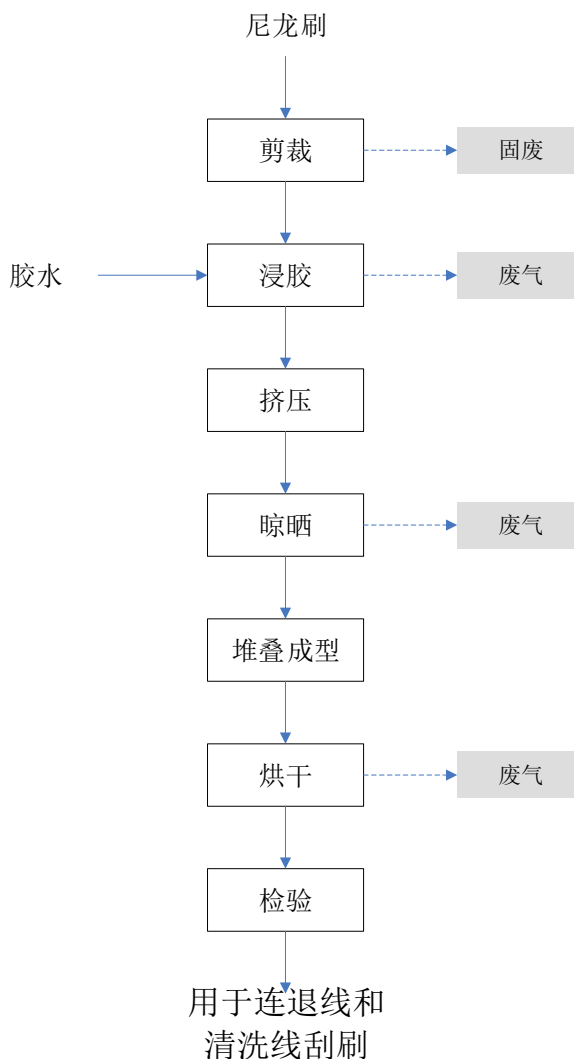 尼龙刷
剪裁
固废
胶水
浸胶
废气
挤压
晾晒
废气
堆叠成型
烘干
废气
检验
用于连退线和
清洗线刮刷